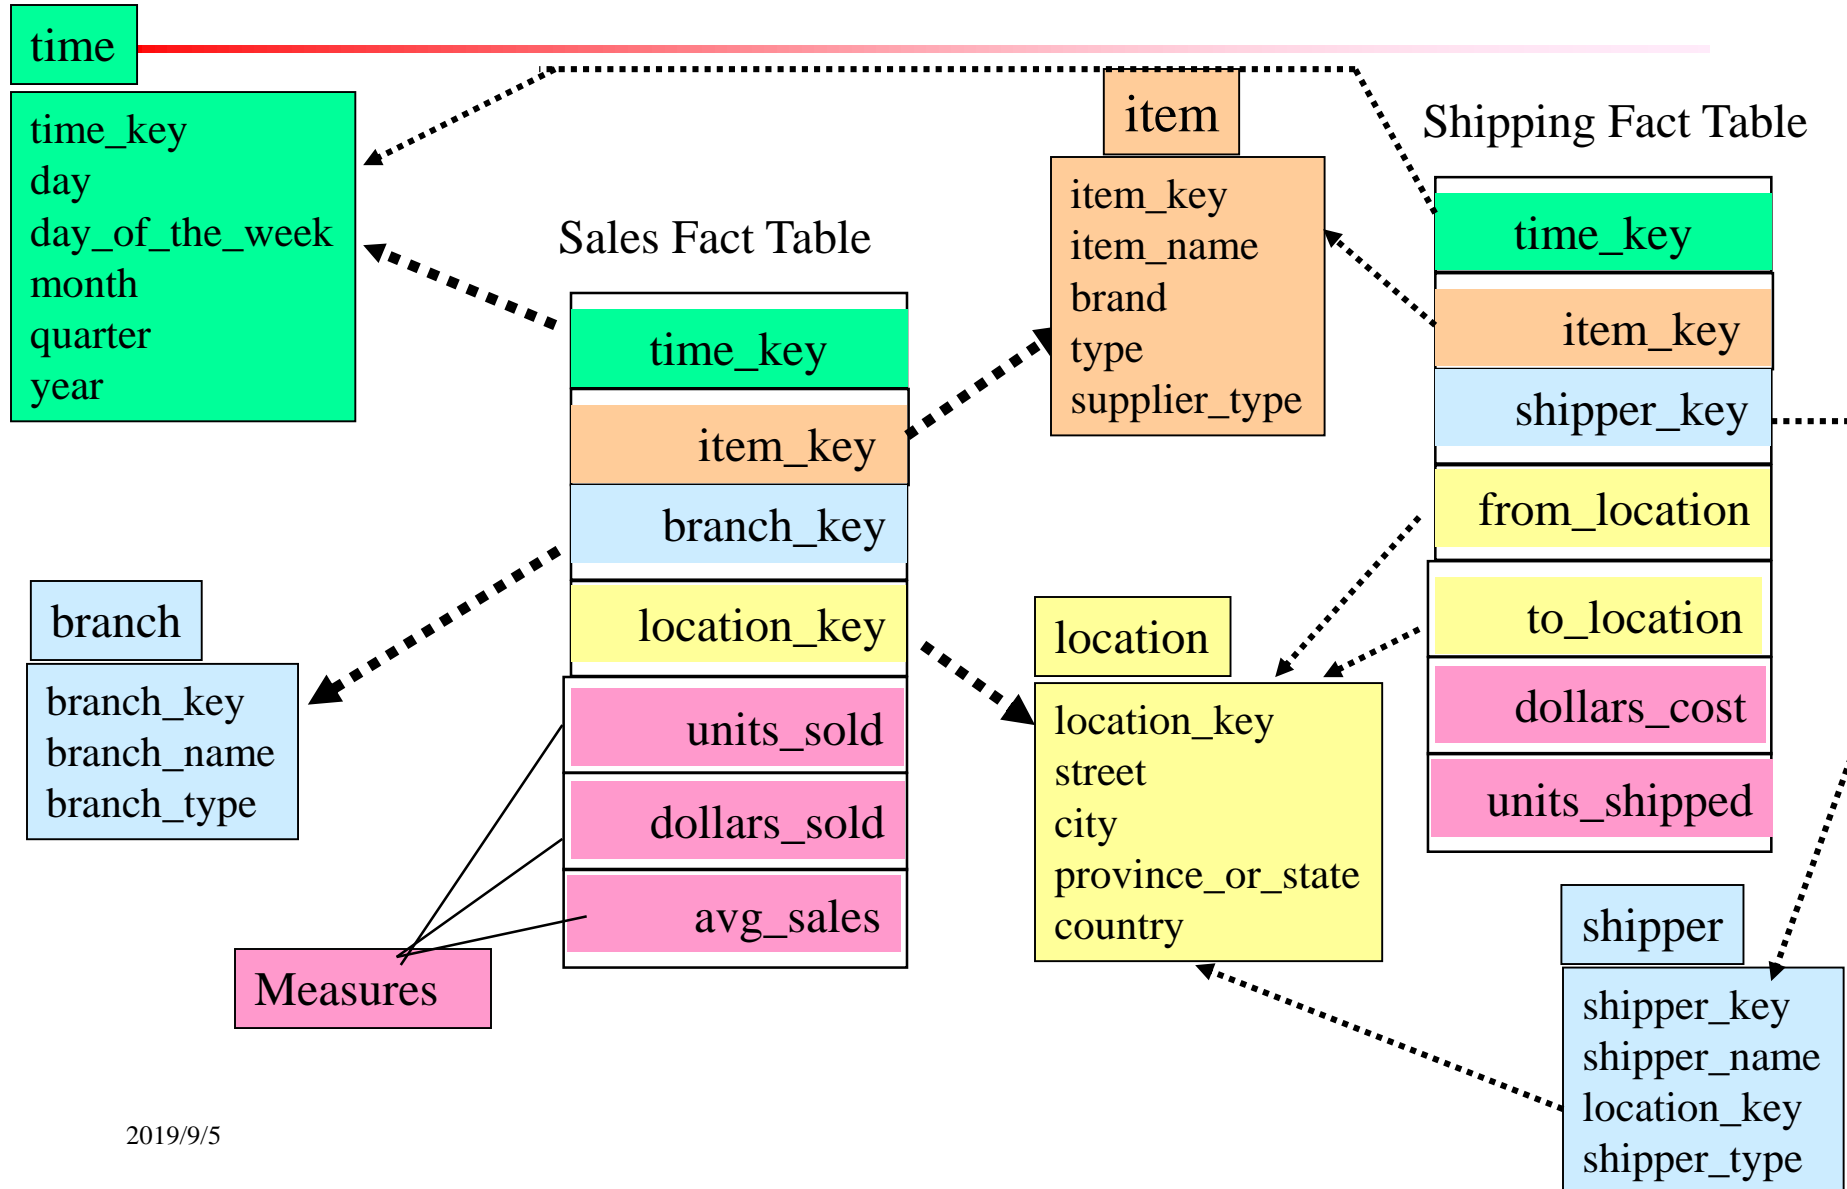 time
time_key
day
day_of_the_week
month
quarter
year
Sales Fact Table
time_key
item_key
branch_key
location_key
units_sold
dollars_sold
avg_sales
Measures
branch
branch_key
branch_name
branch_type
item
item_key
item_name
brand
type
supplier_type
location
location_key
street
city
province_or_state
country
Shipping Fact Table
time_key
item_key
shipper_key
from_location
to_location
dollars_cost
units_shipped
shipper
shipper_key
shipper_name
location_key
shipper_type
2019/9/5